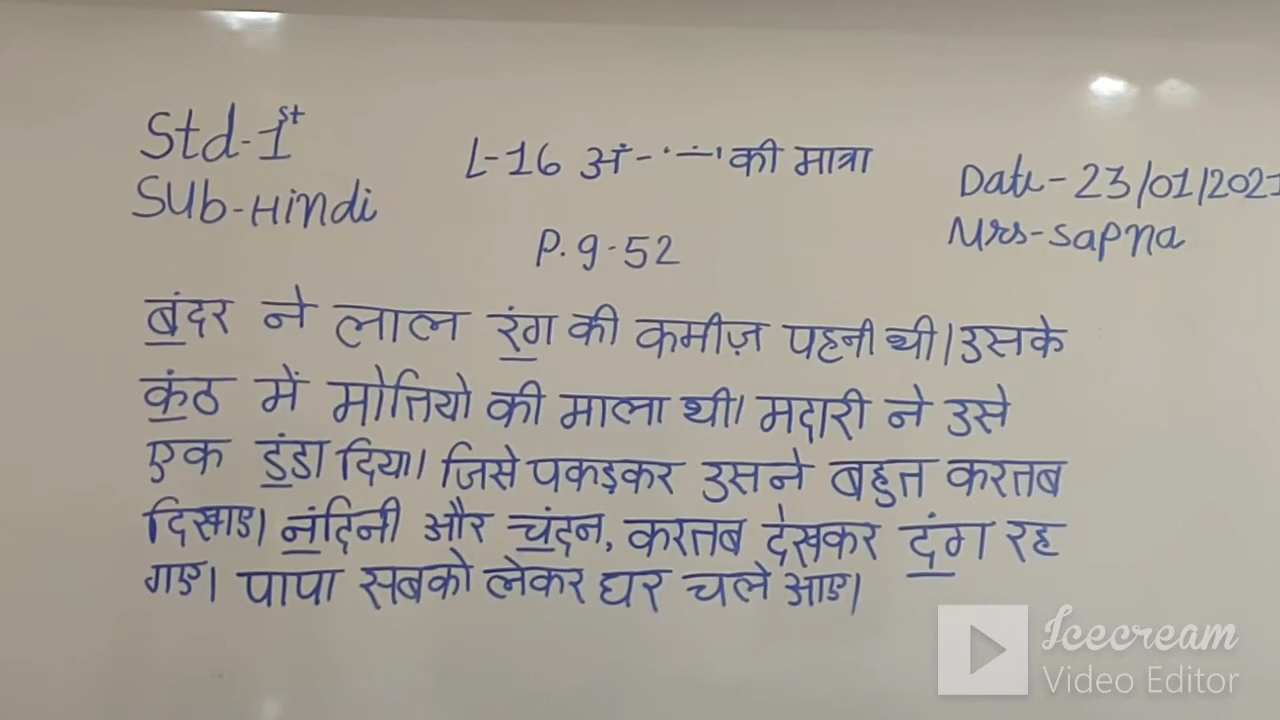 Std-1st
Sub-Hindi
L-16 अं-'—ं' की मात्रा
P.g-52
Date-23/01/2021
Mrs-Sapna
बंदर ने लाल रंग की कमीज़ पहनी थी। उसके
कंठ में मोतियो की माला थी। मदारी ने उसे
एक डंडा दिया। जिसे पकड़कर उसने बहुत करतब
दिखाए। नंदिनी और चंदन, करतब देखकर दंग रह
गए। पापा सबको लेकर घर चले आए।
Icecream
Video Editor